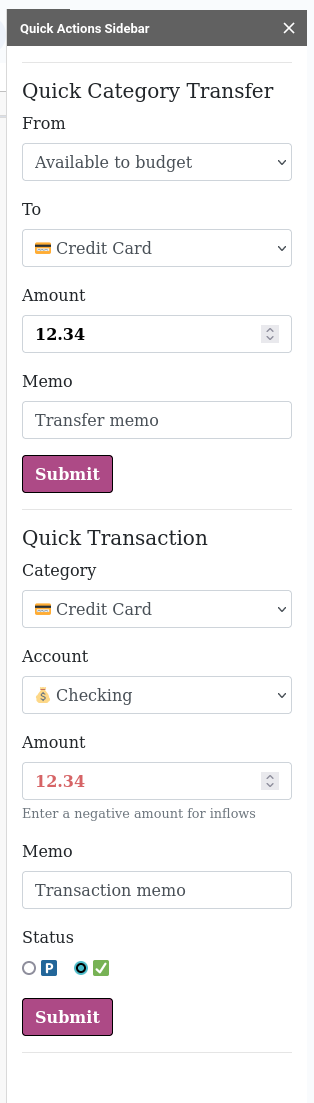 Quick Actions Sidebar
Quick Category Transfer
From
Available to budget
To
💳 Credit Card
Amount
12.34
Memo
Transfer memo
Submit
Quick Transaction
Category
💳 Credit Card
Account
💰 Checking
Amount
12.34
Enter a negative amount for inflows
Memo
Transaction memo
Status
P ✅
Submit